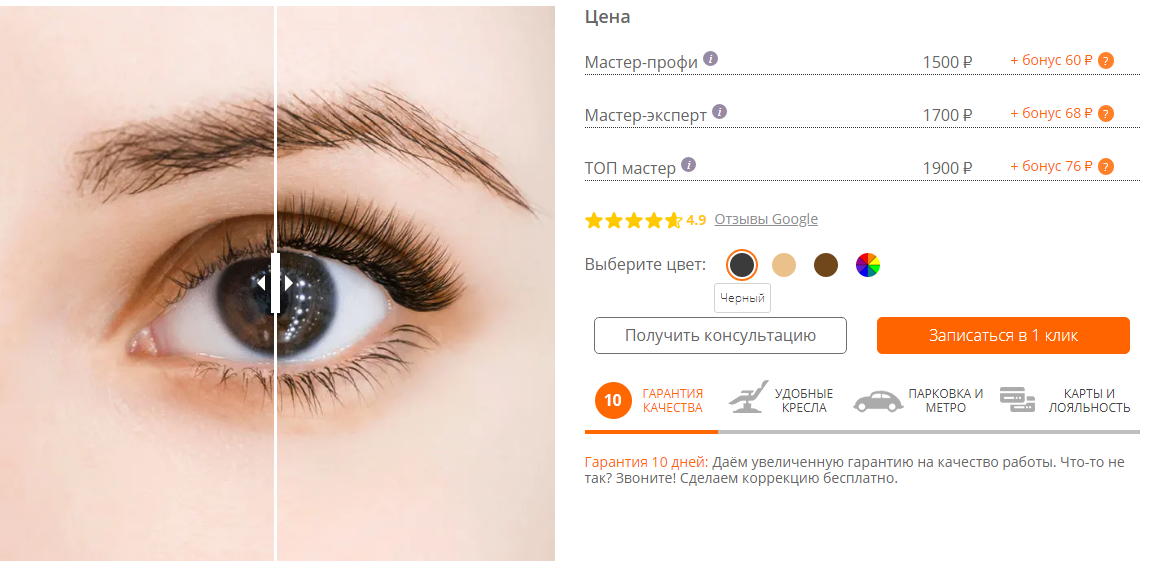 Цена
Мастер-профи i 1500 ₽ + бонус 60 ₽ ?
Мастер-эксперт i 1700 ₽ + бонус 68 ₽ ?
ТОП мастер i 1900 ₽ + бонус 76 ₽ ?
4.9 Отзывы Google
Выберите цвет:
Черный
Получить консультацию Записаться в 1 клик
10 ГАРАНТИЯ КАЧЕСТВА
УДОБНЫЕ КРЕСЛА
ПАРКОВКА И МЕТРО
КАРТЫ И ЛОЯЛЬНОСТЬ
Гарантия 10 дней: Даём увеличенную гарантию на качество работы. Что-то не
так? Звоните! Сделаем коррекцию бесплатно.